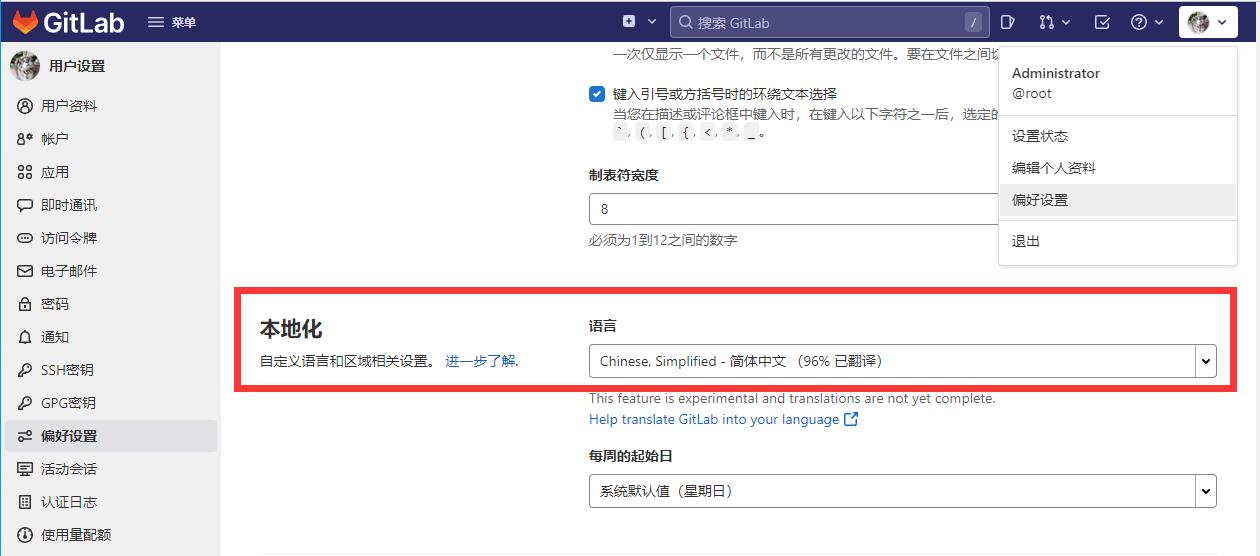 GitLab 菜单 搜索 GitLab /
用户设置
用户资料
帐户
应用
即时通讯
访问令牌
电子邮件
密码
通知
SSH密钥
GPG密钥
偏好设置
活动会话
认证日志
使用量配额
一次仅显示一个文件，而不是所有更改的文件。要在文件之间切
键入引号或方括号时的环绕文本选择
当您在描述或评论框中键入时，在键入以下字符之一后，选定的
`, (, [, {, <, *, _。
制表符宽度
8
必须为1到12之间的数字
Administrator
@root
设置状态
编辑个人资料
偏好设置
退出
本地化
自定义语言和区域相关设置。 进一步了解.
语言
Chinese, Simplified - 简体中文 （96% 已翻译）
This feature is experimental and translations are not yet complete.
Help translate GitLab into your language
每周的起始日
系统默认值（星期日）